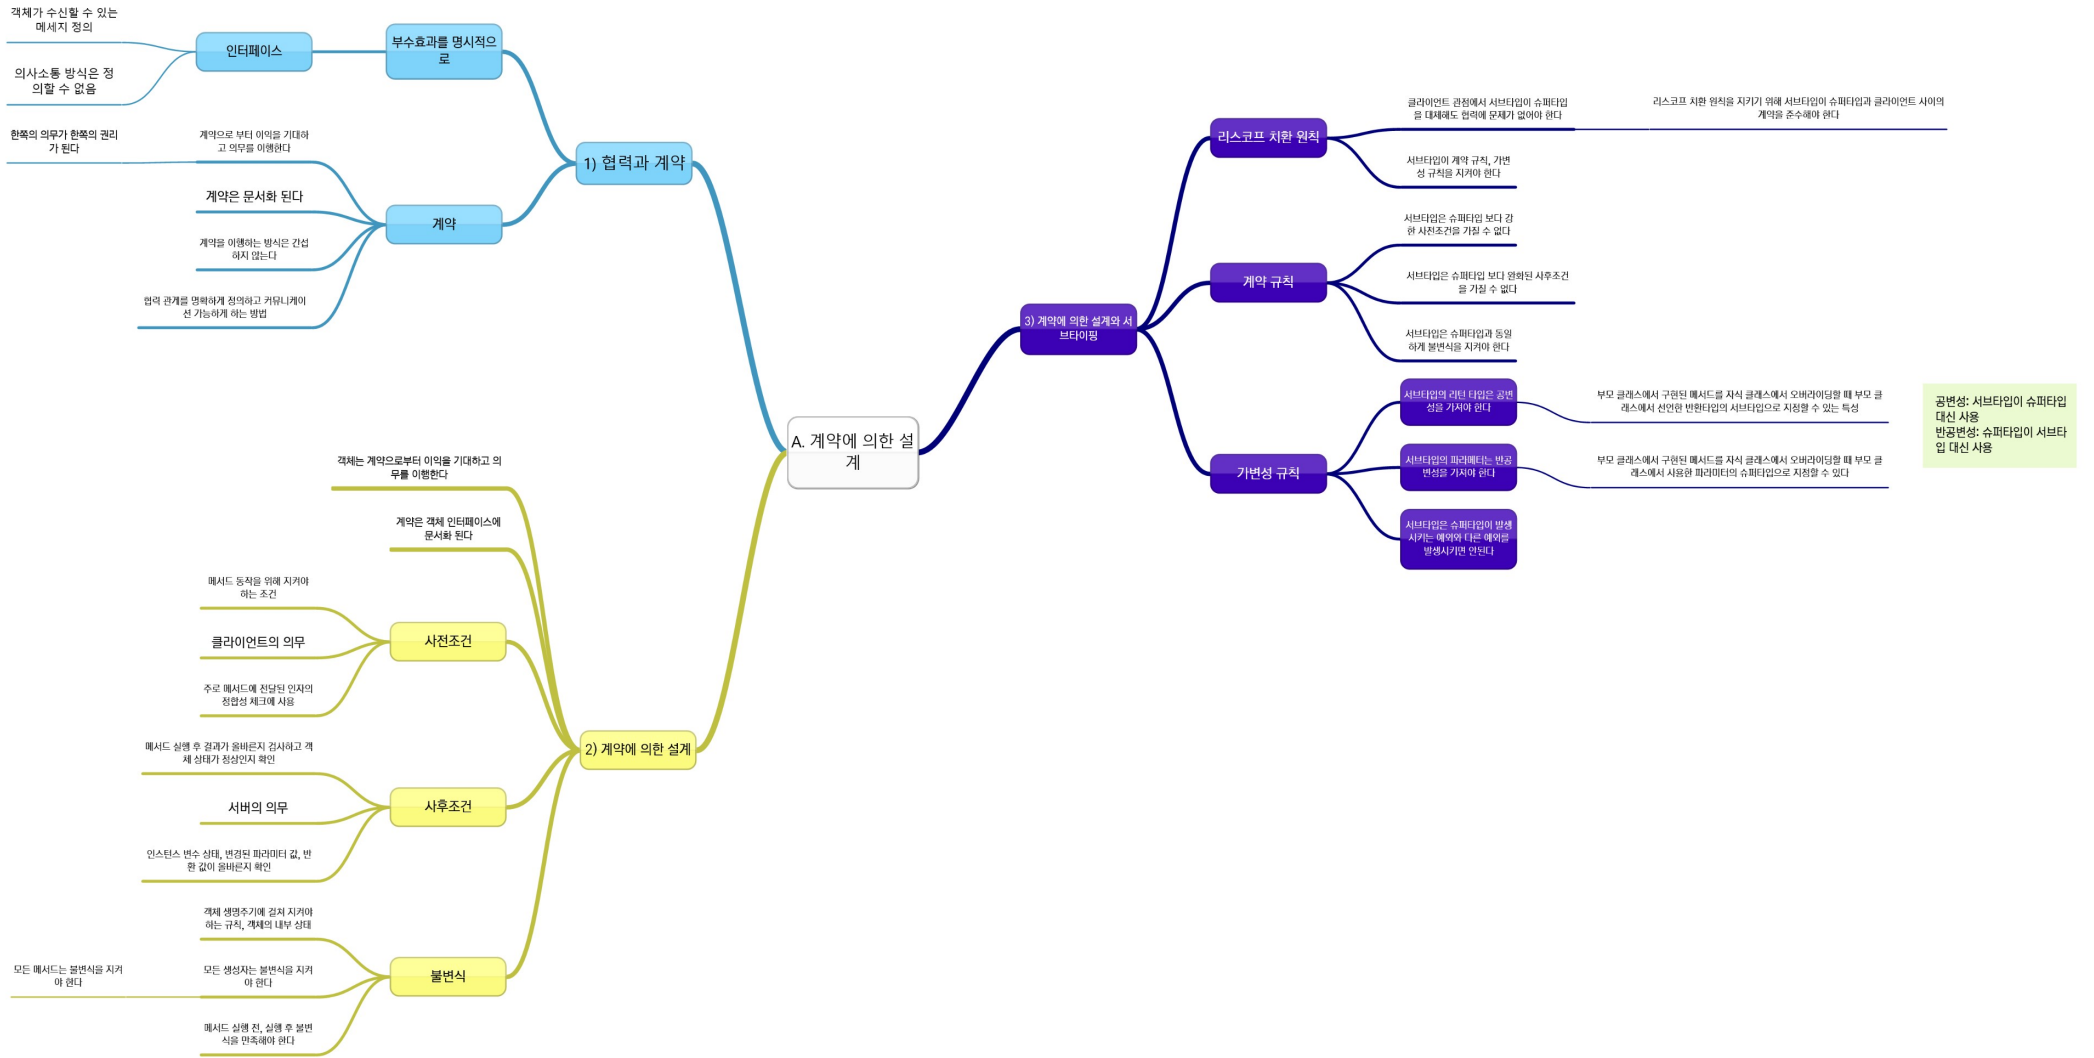 A. 계약에 의한 설
계
1) 협력과 계약
부수효과를 명시적으
로
인터페이스
객체가 수신할 수 있는
메세지 정의
의사소통 방식은 정
의할 수 없음
계약
계약으로 부터 이익을 기대하
고 의무를 이행한다
한쪽의 의무가 한쪽의 권리
가 된다
계약은 문서화 된다
계약을 이행하는 방식은 간섭
하지 않는다
협력 관계를 명확하게 정의하고 커뮤니케이
션 가능하게 하는 방법
2) 계약에 의한 설계
객체는 계약으로부터 이익을 기대하고 의
무를 이행한다
계약은 객체 인터페이스에
문서화 된다
사전조건
메서드 동작을 위해 지켜야
하는 조건
클라이언트의 의무
주로 메서드에 전달된 인자의
정합성 체크에 사용
사후조건
메서드 실행 후 결과가 올바른지 검사하고 객
체 상태가 정상인지 확인
서버의 의무
인스턴스 변수 상태, 변경된 파라미터 값, 반
환 값이 올바른지 확인
불변식
객체 생명주기에 걸쳐 지켜야
하는 규칙, 객체의 내부 상태
모든 생성자는 불변식을 지켜
야 한다
모든 메서드는 불변식을 지켜
야 한다
메서드 실행 전, 실행 후 불변
식을 만족해야 한다
3) 계약에 의한 설계와 서
브타이핑
리스코프 치환 원칙
클라이언트 관점에서 서브타입이 슈퍼타입
을 대체해도 협력에 문제가 없어야 한다
리스코프 치환 원칙을 지키기 위해 서브타입이 슈퍼타입과 클라이언트 사이의
계약을 준수해야 한다
서브타입이 계약 규칙, 가변
성 규칙을 지켜야 한다
계약 규칙
서브타입은 슈퍼타입 보다 강
한 사전조건을 가질 수 없다
서브타입은 슈퍼타입 보다 완화된 사후조건
을 가질 수 없다
서브타입은 슈퍼타입과 동일
하게 불변식을 지켜야 한다
가변성 규칙
서브타입의 리턴 타입은 공변
성을 가져야 한다
부모 클래스에서 구현된 메서드를 자식 클래스에서 오버라이딩할 때 부모 클
래스에서 선언한 반환타입의 서브타입으로 지정할 수 있는 특성
서브타입의 파라메터는 반공
변성을 가져야 한다
부모 클래스에서 구현된 메서드를 자식 클래스에서 오버라이딩할 때 부모 클
래스에서 사용한 파라미터의 슈퍼타입으로 지정할 수 있다
서브타입은 슈퍼타입이 발생
시키는 예외와 다른 예외를
발생시키면 안된다
공변성: 서브타입이 슈퍼타입
대신 사용
반공변성: 슈퍼타입이 서브타
입 대신 사용